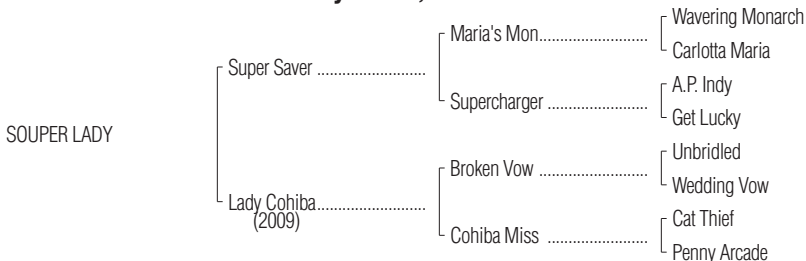 Wavering Monarch
Maria's Mon..........................
Carlotta Maria
Super Saver ..........................
A.P. Indy
Supercharger .........................
Get Lucky
SOUPER LADY
Unbridled
Broken Vow ..........................
Wedding Vow
Lady Cohiba..........................
(2009)
Cat Thief
Cohiba Miss .........................
Penny Arcade